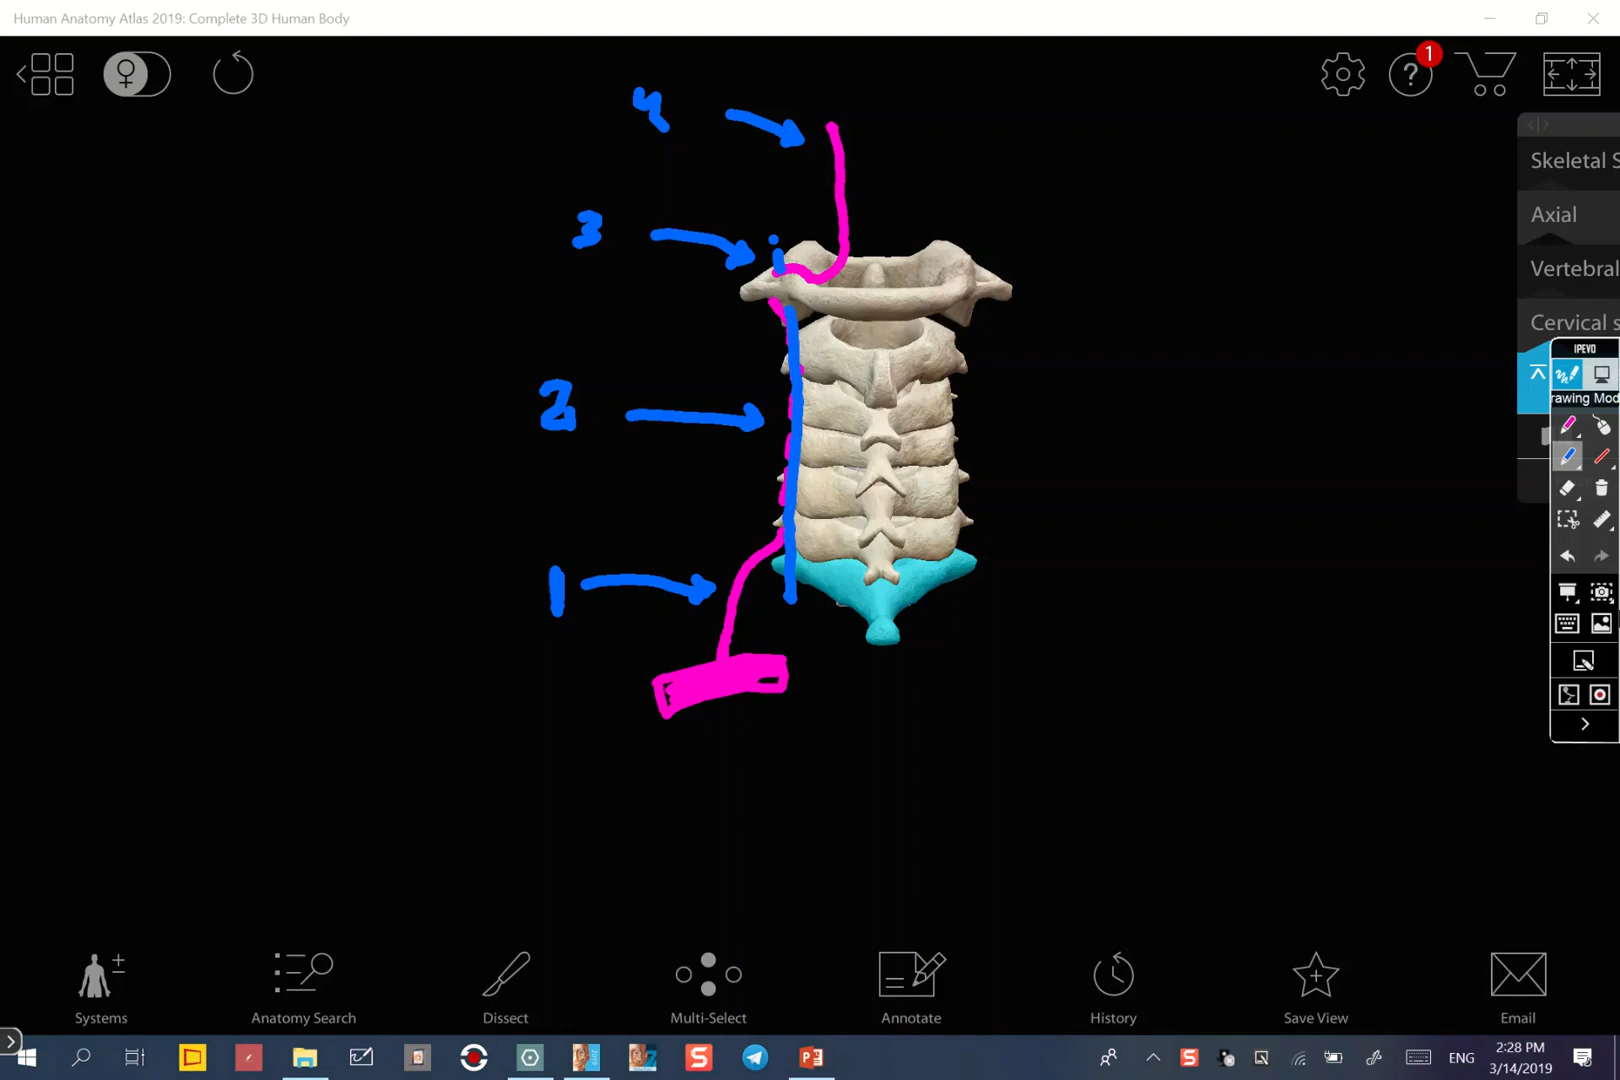 Human Anatomy Atlas 2019: Complete 3D Human Body
1
4
3
2
1
Skeletal S
Axial
Vertebral
Cervical s
IPEVO
rawing Mod
Systems
Anatomy Search
Dissect
Multi-Select
Annotate
History
Save View
Email
ENG
2:28 PM
3/14/2019